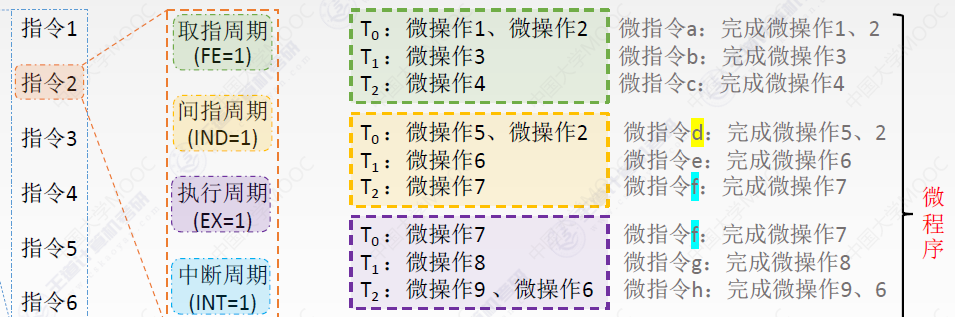 指令1
指令2
指令3
指令4
指令5
指令6
取指周期
(FE=1)
间指周期
(IND=1)
执行周期
(EX=1)
中断周期
(INT=1)
T₀：微操作1、微操作2 微指令a：完成微操作1、2
T₁：微操作3 微指令b：完成微操作3
T₂：微操作4 微指令c：完成微操作4
T₀：微操作5、微操作2 微指令d：完成微操作5、2
T₁：微操作6 微指令e：完成微操作6
T₂：微操作7 微指令f：完成微操作7
T₀：微操作7 微指令f：完成微操作7
T₁：微操作8 微指令g：完成微操作8
T₂：微操作9、微操作6 微指令h：完成微操作9、6
微程序